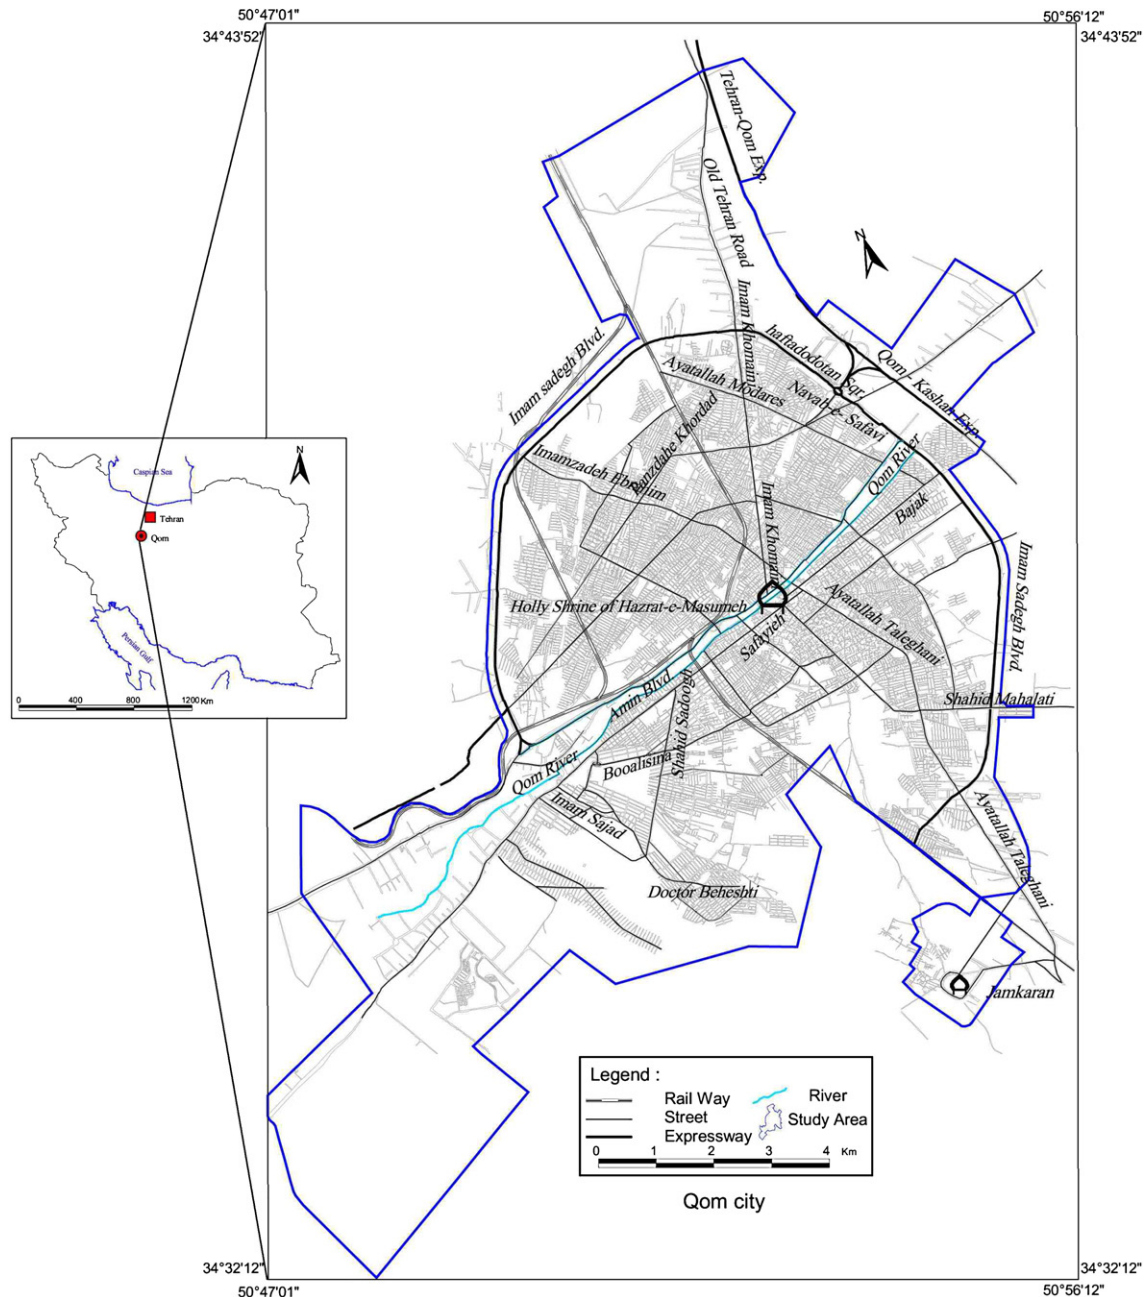 50°47'01"
50°56'12"
34°43'52"
34°43'52"
Tehran-Qom Exp.
Old Tehran Road
N
Imam Khomaini
haftadodotan Sqr.
Qom - Kashan Exp.
Imam sadegh Blvd.
Ayatallah Modares
Navab-e-Safavi
Panzdahe Khordad
Imamzadeh Ebrahim
Qom River
Bajak
Imam Khomaini
Imam Sadegh Blvd.
Holly Shrine of Hazrat-e-Masumeh
Ayatallah Taleghani
Safayieh
Amin Blvd.
Shahid Sadoogh
Shahid Mahalati
Booalisina
Qom River
Imam Sajad
Ayatallah Taleghani
Doctor Beheshti
Jamkaran
N
Caspian Sea
Tehran
Qom
Persian Gulf
0 400 800 1200 Km
Legend :
Rail Way
River
Street
Study Area
Expressway
0 1 2 3 4 Km
Qom city
34°32'12"
34°32'12"
50°47'01"
50°56'12"